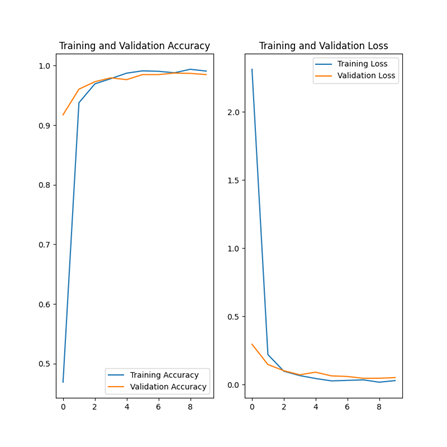 Training and Validation Accuracy
1.0
0.9
0.8
0.7
0.6
0.5
0 2 4 6 8
Training Accuracy
Validation Accuracy
Training and Validation Loss
2.0
1.5
1.0
0.5
0.0
0 2 4 6 8
Training Loss
Validation Loss